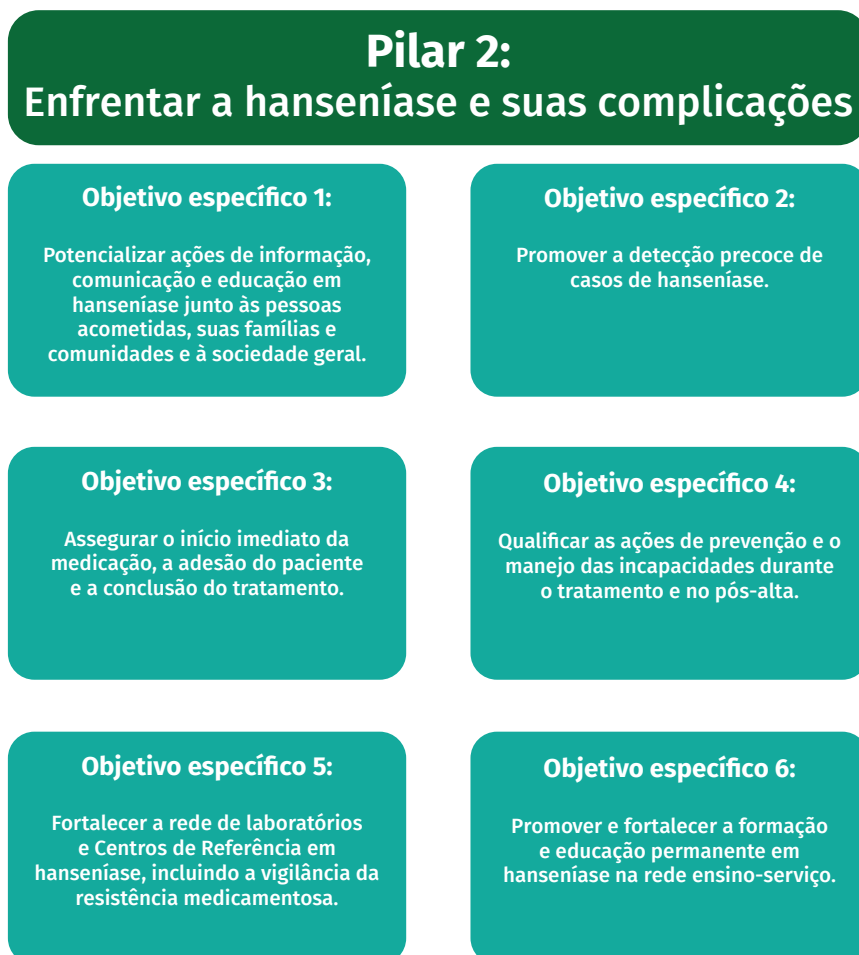 Pilar 2:
Enfrentar a hanseníase e suas complicações
Objetivo específico 1:
Potencializar ações de informação,
comunicação e educação em
hanseníase junto às pessoas
acometidas, suas famílias e
comunidades e à sociedade geral.
Objetivo específico 2:
Promover a detecção precoce de
casos de hanseníase.
Objetivo específico 3:
Assegurar o início imediato da
medicação, a adesão do paciente
e a conclusão do tratamento.
Objetivo específico 4:
Qualificar as ações de prevenção e o
manejo das incapacidades durante
o tratamento e no pós-alta.
Objetivo específico 5:
Fortalecer a rede de laboratórios
e Centros de Referência em
hanseníase, incluindo a vigilância da
resistência medicamentosa.
Objetivo específico 6:
Promover e fortalecer a formação
e educação permanente em
hanseníase na rede ensino-serviço.